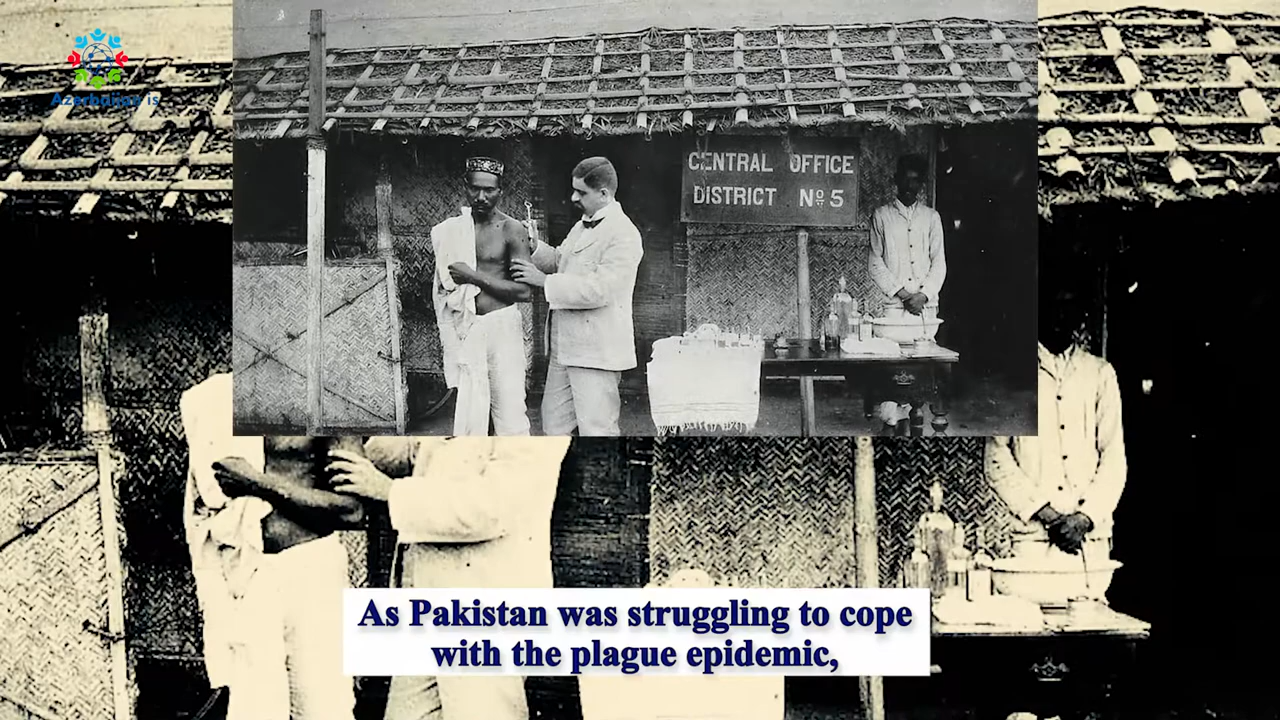 Azerbaijan is
CENTRAL OFFICE
DISTRICT Nº 5
As Pakistan was struggling to cope
with the plague epidemic,